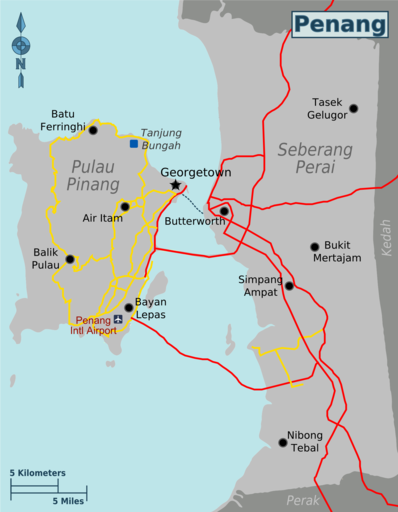 Penang
N
Batu
Ferringhi
Tanjung
Bungah
Tasek
Gelugor
Pulau
Pinang
Georgetown
Seberang
Perai
Air Itam
Butterworth
Balik
Pulau
Bukit
Mertajam
Kedah
Simpang
Ampat
Bayan
Lepas
Penang
Intl Airport
Nibong
Tebal
5 Kilometers
5 Miles
Perak